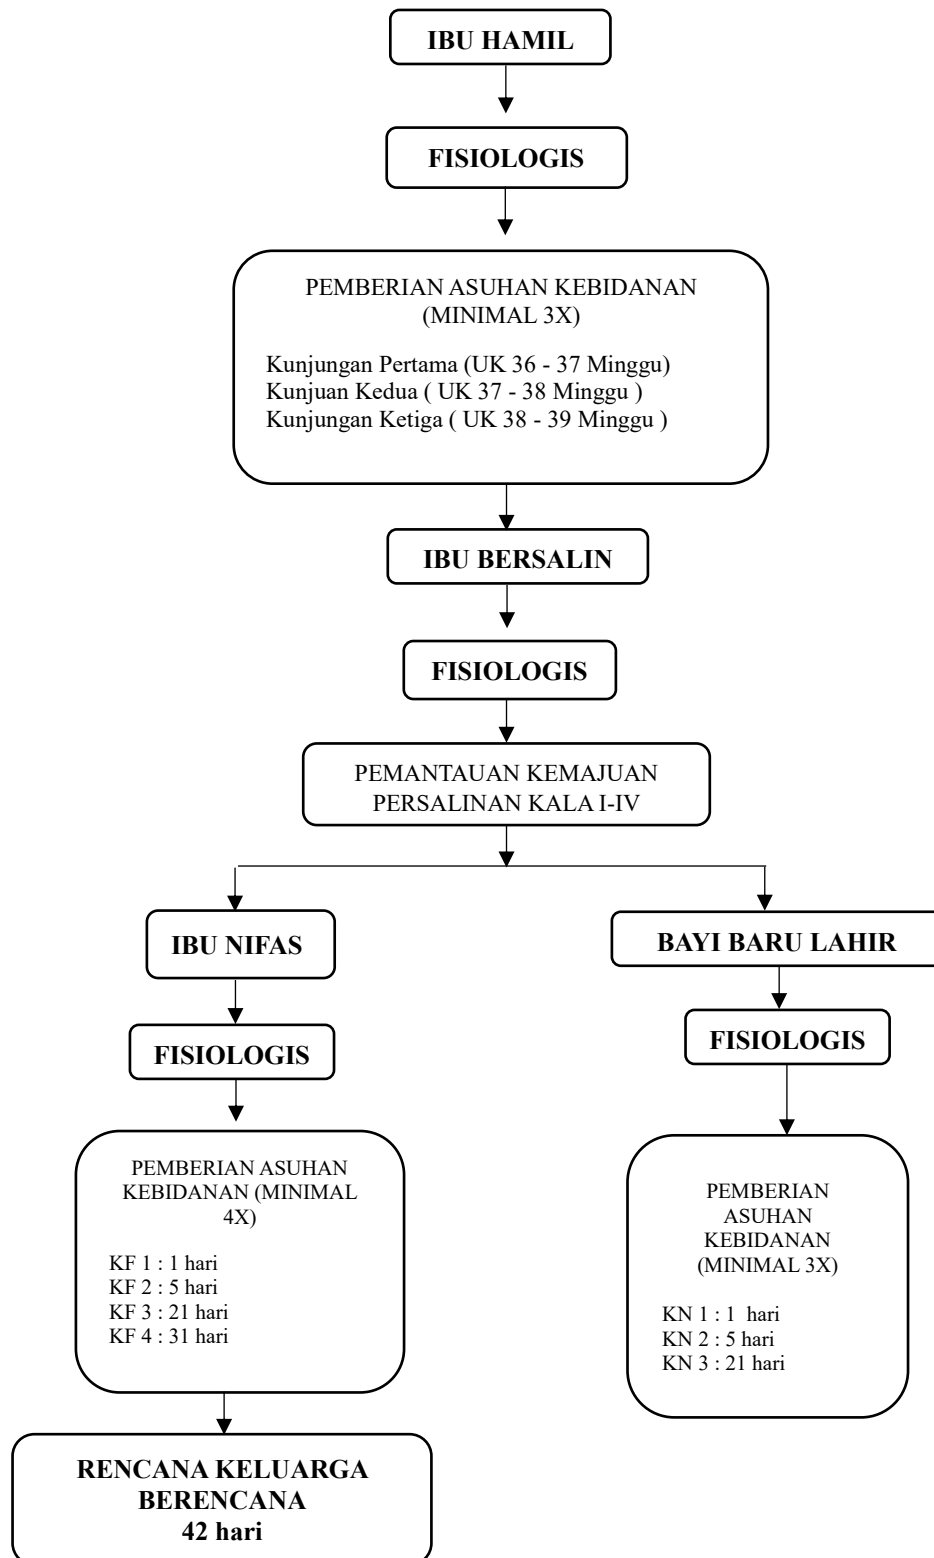 IBU HAMIL
FISIOLOGIS
PEMBERIAN ASUHAN KEBIDANAN
(MINIMAL 3X)
Kunjungan Pertama (UK 36 - 37 Minggu)
Kunjuan Kedua ( UK 37 - 38 Minggu )
Kunjungan Ketiga ( UK 38 - 39 Minggu )
IBU BERSALIN
FISIOLOGIS
PEMANTAUAN KEMAJUAN
PERSALINAN KALA I-IV
IBU NIFAS
FISIOLOGIS
PEMBERIAN ASUHAN
KEBIDANAN (MINIMAL
4X)
KF 1 : 1 hari
KF 2 : 5 hari
KF 3 : 21 hari
KF 4 : 31 hari
RENCANA KELUARGA
BERENCANA
42 hari
BAYI BARU LAHIR
FISIOLOGIS
PEMBERIAN
ASUHAN
KEBIDANAN
(MINIMAL 3X)
KN 1 : 1 hari
KN 2 : 5 hari
KN 3 : 21 hari